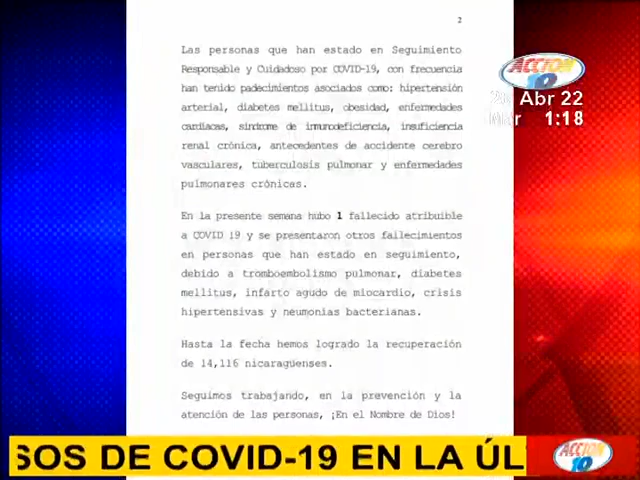 2
Las personas que han estado en Seguimiento
Responsable y Cuidadoso por COVID-19, con frecuencia
han tenido padecimientos asociados como: hipertensión
arterial, diabetes mellitus, obesidad, enfermedades
cardiacas, sindrome de inmunodeficiencia, insuficiencia
renal crónica, antecedentes de accidente cerebro
vasculares, tuberculosis pulmonar y enfermedades
pulmonares crónicas.
En la presente semana hubo 1 fallecido atribuible
a COVID 19 y se presentaron otros fallecimientos
en personas que han estado en seguimiento,
debido a tromboembolismo pulmonar, diabetes
mellitus, infarto agudo de miocardio, crisis
hipertensivas y neumonias bacterianas.
Hasta la fecha hemos logrado la recuperación
de 14,116 nicaragüenses.
Seguimos trabajando, en la prevención y la
atención de las personas, ¡En el Nombre de Dios!
ACCION
10
Abr 22
Mar 1:18
SOS DE COVID-19 EN LA ÚL
ACCION
10